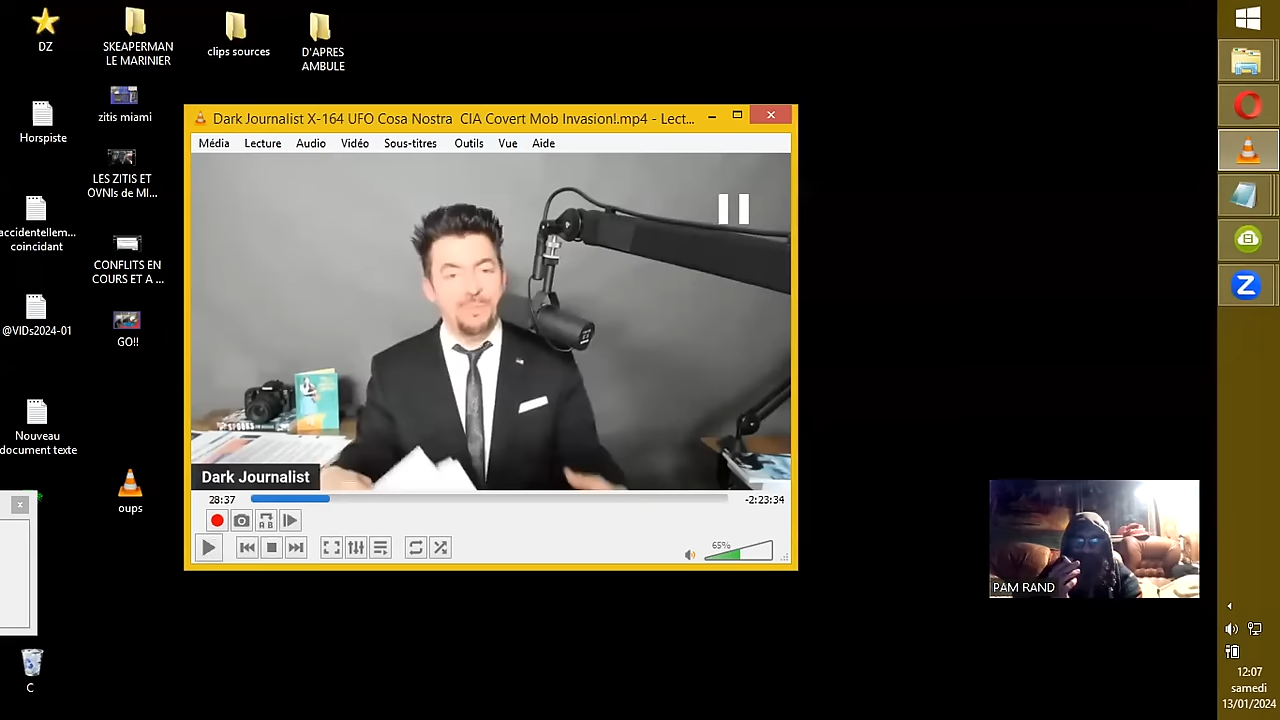 DZ
SKEAPERMAN
LE MARINIER
clips sources
D'APRES
AMBULE
zitis miami
Horspiste
LES ZITIS ET
OVNIs de MI...
accidentellem...
coincidant
CONFLITS EN
COURS ET A ...
@VIDs2024-01
GO!!
Nouveau
document texte
oups
x
C
Dark Journalist X-164 UFO Cosa Nostra  CIA Covert Mob Invasion!.mp4 - Lect...
Média Lecture Audio Vidéo Sous-titres Outils Vue Aide
Dark Journalist
28:37
-2:23:34
A B
65%
PAM RAND
Z
12:07
samedi
13/01/2024